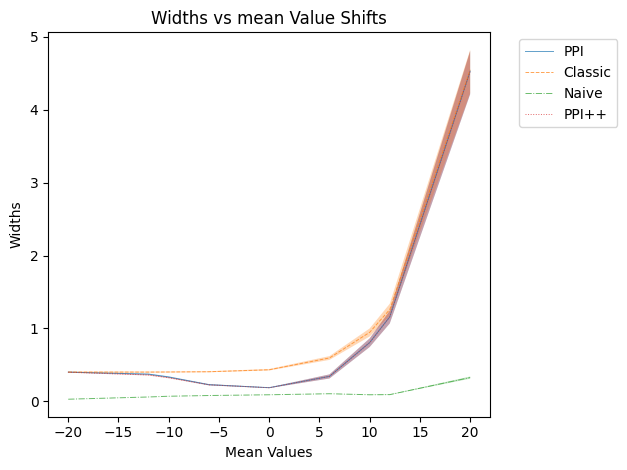 Widths vs mean Value Shifts
5
4
3
2
1
0
Widths
−20
−15
−10
−5
0
5
10
15
20
Mean Values
PPI
Classic
Naive
PPI++